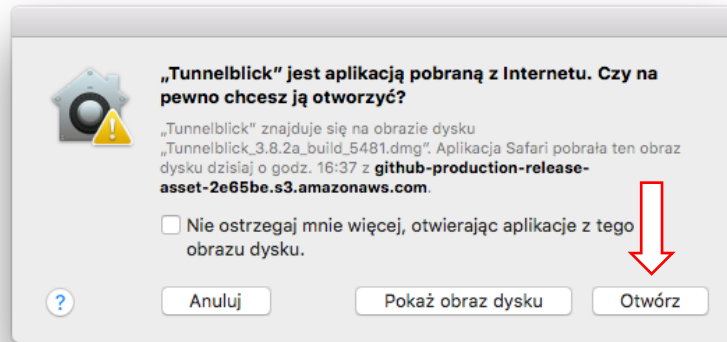 „Tunnelblick” jest aplikacją pobraną z Internetu. Czy na
pewno chcesz ją otworzyć?
„Tunnelblick” znajduje się na obrazie dysku
„Tunnelblick_3.8.2a_build_5481.dmg”. Aplikacja Safari pobrała ten obraz
dysku dzisiaj o godz. 16:37 z github-production-release-
asset-2e65be.s3.amazonaws.com.
Nie ostrzegaj mnie więcej, otwierając aplikacje z tego
obrazu dysku.
? Anuluj Pokaż obraz dysku Otwórz